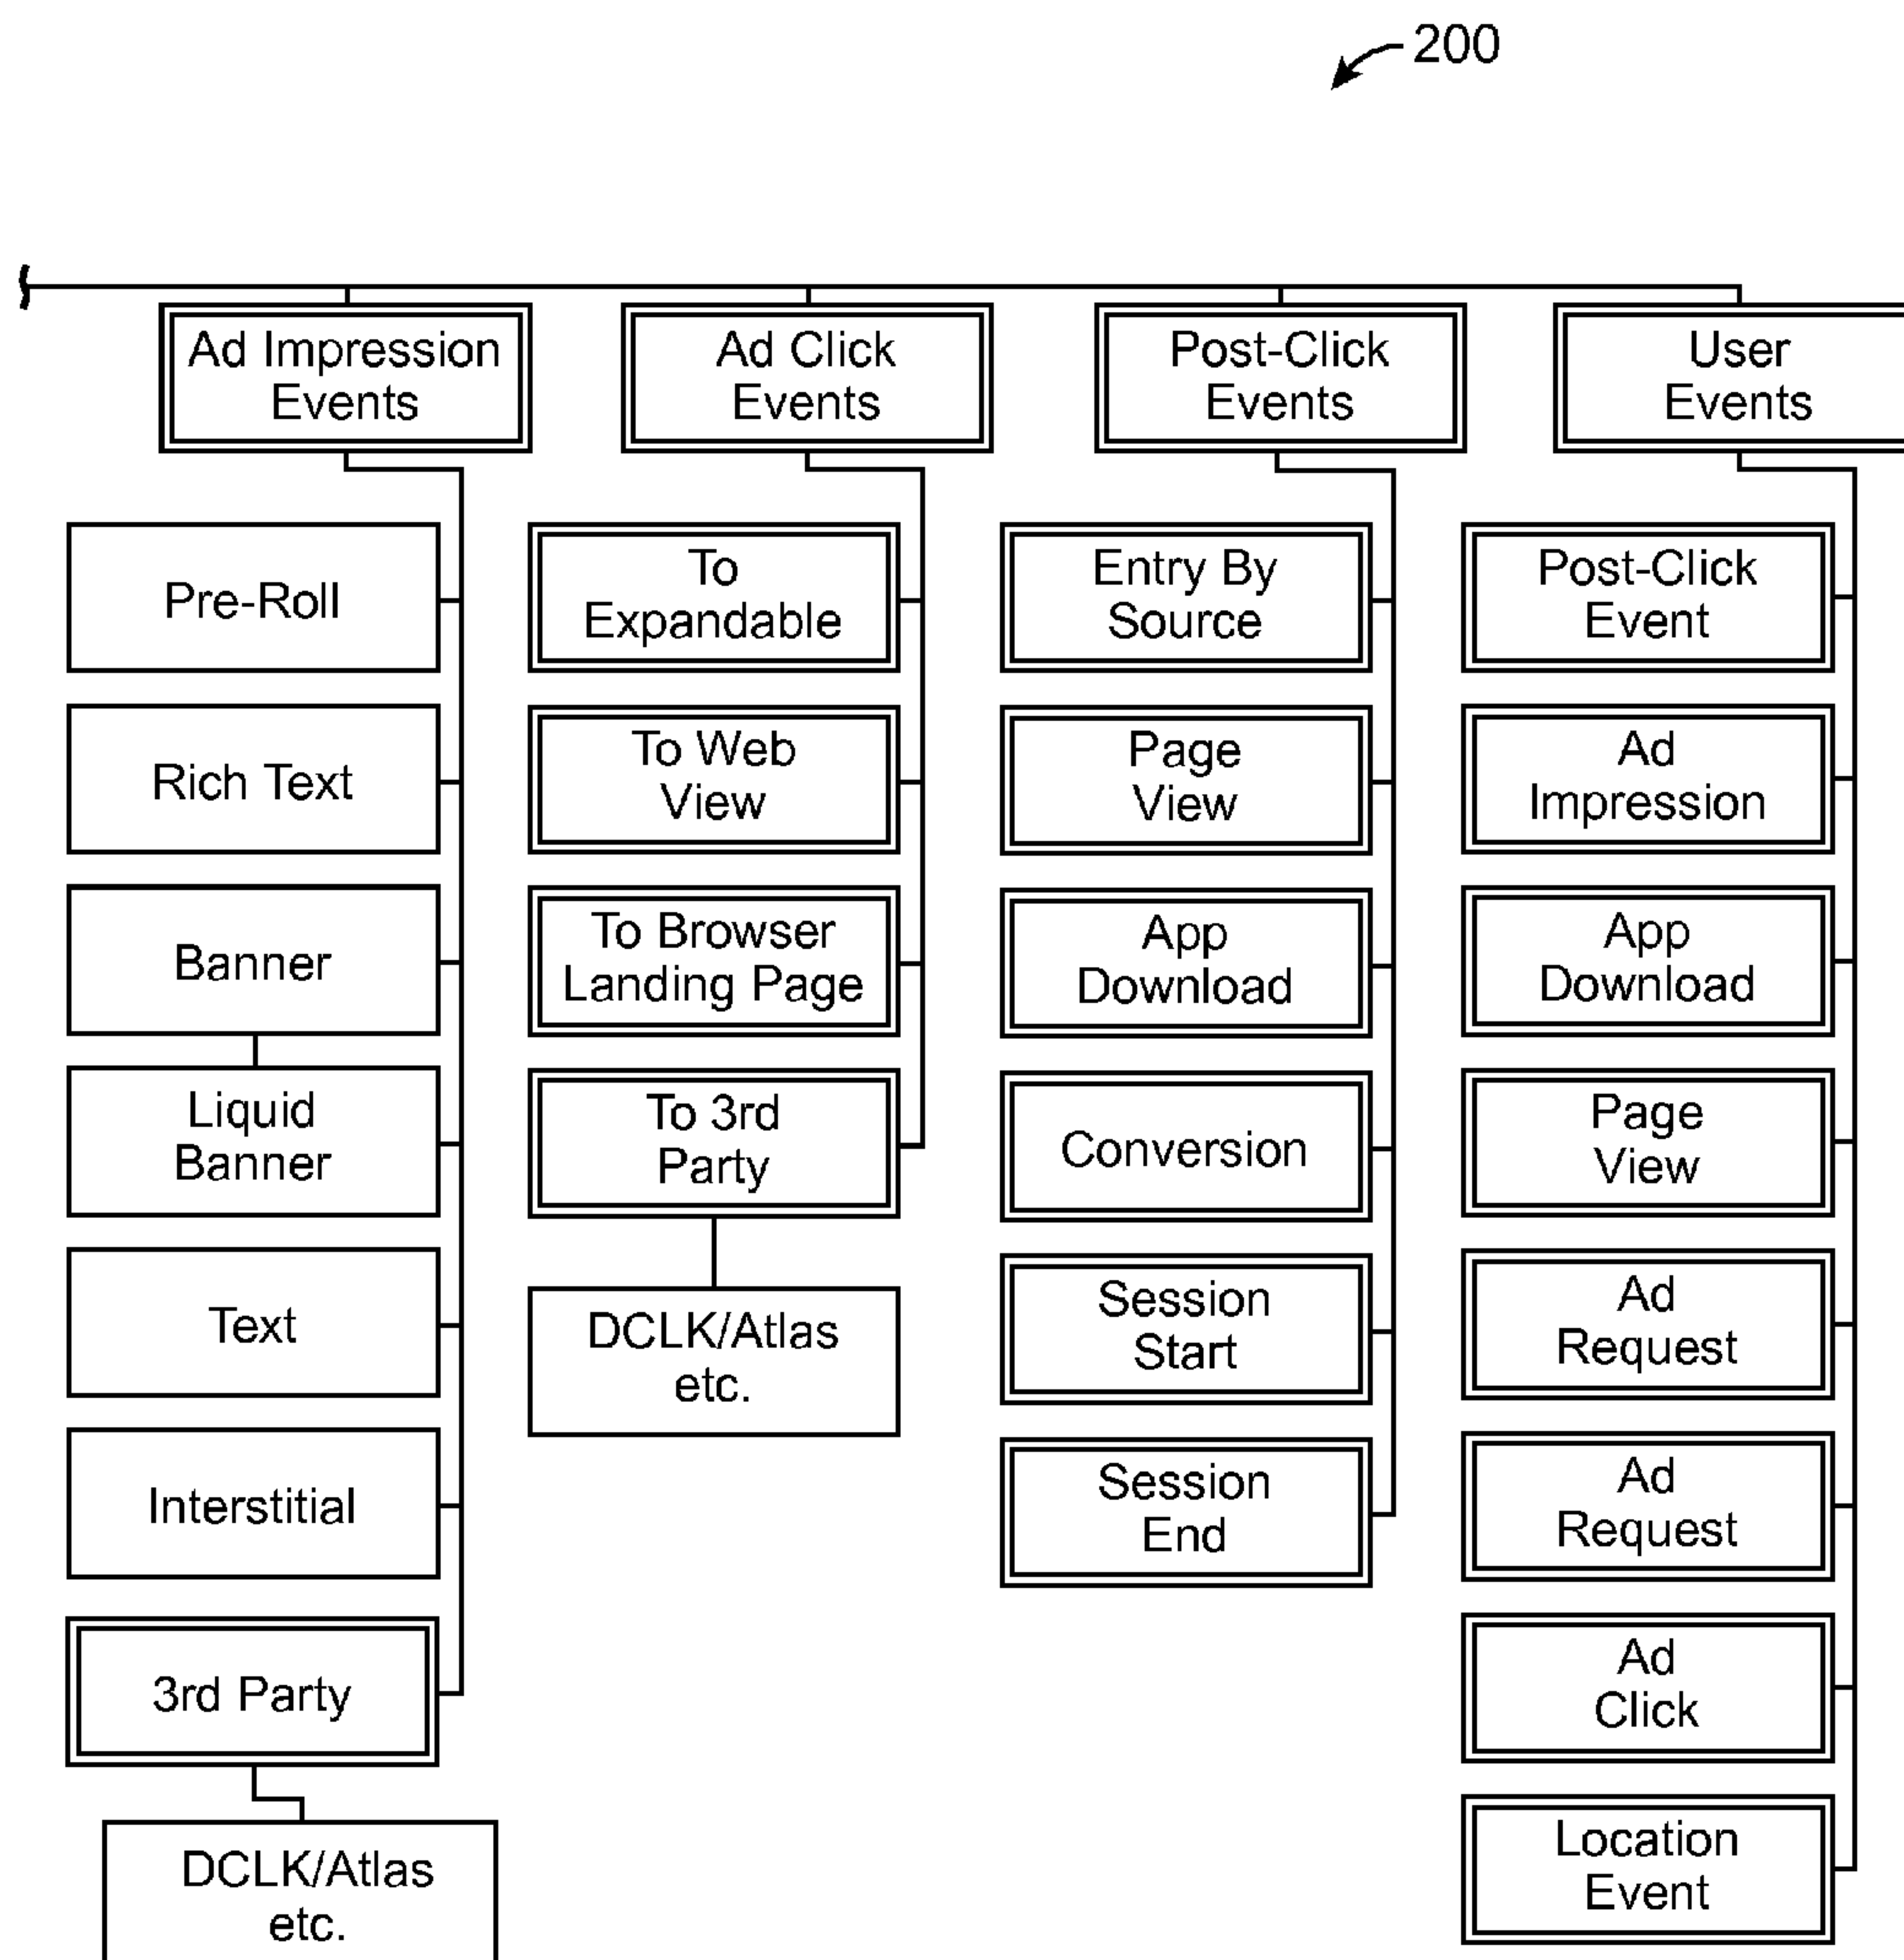 200
Ad Impression
Events
Pre-Roll
Rich Text
Banner
Liquid
Banner
Text
Interstitial
3rd Party
DCLK/Atlas
etc.
Ad Click
Events
To
Expandable
To Web
View
To Browser
Landing Page
To 3rd
Party
DCLK/Atlas
etc.
Post-Click
Events
Entry By
Source
Page
View
App
Download
Conversion
Session
Start
Session
End
User
Events
Post-Click
Event
Ad
Impression
App
Download
Page
View
Ad
Request
Ad
Request
Ad
Click
Location
Event